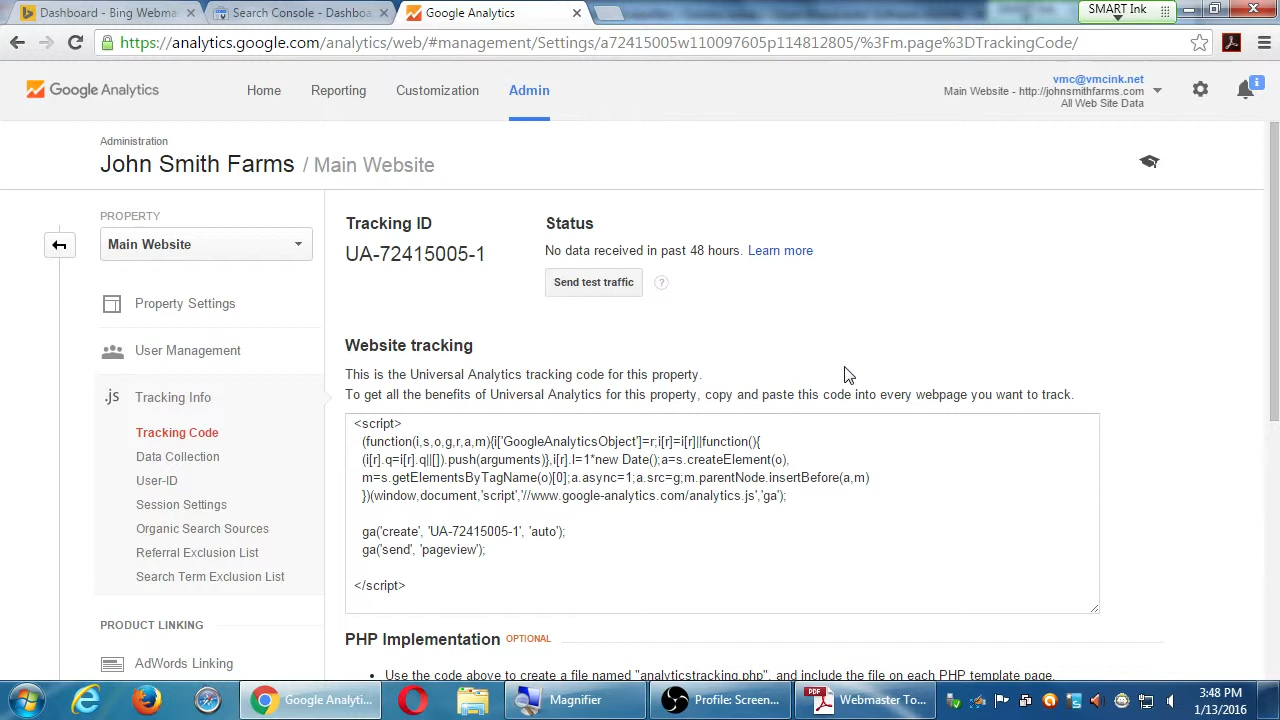 Dashboard - Bing Webma
Search Console - Dashboa
Google Analytics
SMART Ink
https://analytics.google.com/analytics/web/#management/Settings/a72415005w110097605p114812805/%3Fm.page%3DTrackingCode/
Google Analytics
Home
Reporting
Customization
Admin
vmc@vmcink.net
Main Website - http://johnsmithfarms.com
All Web Site Data
Administration
John Smith Farms / Main Website
PROPERTY
Main Website
Property Settings
User Management
.js Tracking Info
Tracking Code
Data Collection
User-ID
Session Settings
Organic Search Sources
Referral Exclusion List
Search Term Exclusion List
PRODUCT LINKING
AdWords Linking
Tracking ID
UA-72415005-1
Status
No data received in past 48 hours. Learn more
Send test traffic ?
Website tracking
This is the Universal Analytics tracking code for this property.
To get all the benefits of Universal Analytics for this property, copy and paste this code into every webpage you want to track.
<script>
(function(i,s,o,g,r,a,m){i['GoogleAnalyticsObject']=r;i[r]=i[r]||function(){
(i[r].q=i[r].q||[]).push(arguments)},i[r].l=1*new Date();a=s.createElement(o),
m=s.getElementsByTagName(o)[0];a.async=1;a.src=g;m.parentNode.insertBefore(a,m)
})(window,document,'script','//www.google-analytics.com/analytics.js','ga');
ga('create', 'UA-72415005-1', 'auto');
ga('send', 'pageview');
</script>
PHP Implementation OPTIONAL
Use the code above to create a file named "analyticstracking.php", and include the file on each PHP template page.
Google Analyti...
Magnifier
Profile: Screen...
PDF
Webmaster To...
3:48 PM
1/13/2016